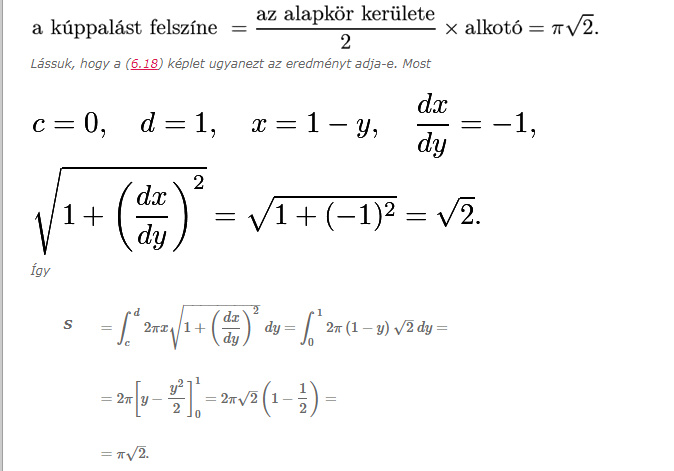 a kúppalást felszíne = az alapkör kerülete / 2 × alkotó = π√2.
Lássuk, hogy a (6.18) képlet ugyanezt az eredményt adja-e. Most
c = 0, d = 1, x = 1 − y, dx/dy = −1,
√(1 + (dx/dy)²) = √(1 + (−1)²) = √2.
Így
S = ∫_c^d 2πx√(1 + (dx/dy)²) dy = ∫_0^1 2π (1 − y) √2 dy =
= 2π[y − y²/2]_0^1 = 2π√2 (1 − 1/2) =
= π√2.